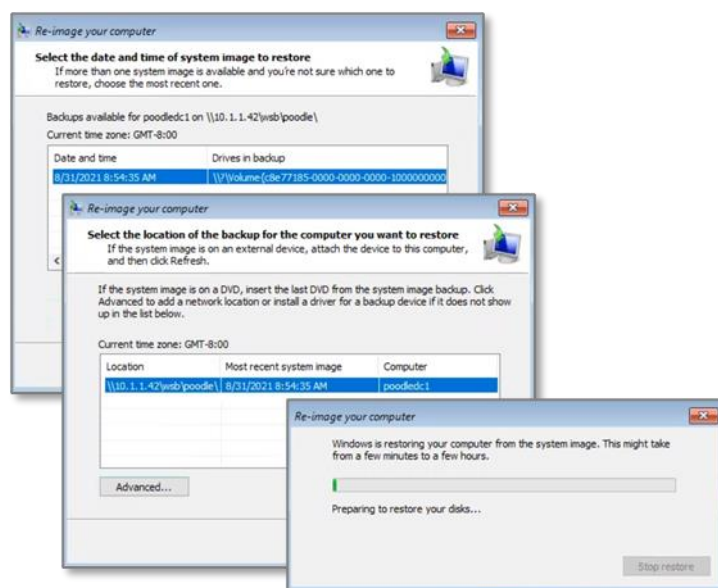 Re-image your computer
Select the date and time of system image to restore
If more than one system image is available and you're not sure which one to
restore, choose the most recent one.
Backups available for poodledc1 on \\10.1.1.42\wsb\poodle\
Current time zone: GMT-8:00
Date and time Drives in backup
8/31/2021 8:54:35 AM \\?\Volume{c8e77185-0000-0000-0000-1000000000
Re-image your computer
Select the location of the backup for the computer you want to restore
If the system image is on an external device, attach the device to this computer,
and then click Refresh.
If the system image is on a DVD, insert the last DVD from the system image backup. Click
Advanced to add a network location or install a driver for a backup device if it does not show
up in the list below.
Current time zone: GMT-8:00
Location Most recent system image Computer
\\10.1.1.42\wsb\poodle\ 8/31/2021 8:54:35 AM poodledc1
Advanced...
Re-image your computer
Windows is restoring your computer from the system image. This might take
from a few minutes to a few hours.
Preparing to restore your disks...
Stop restore